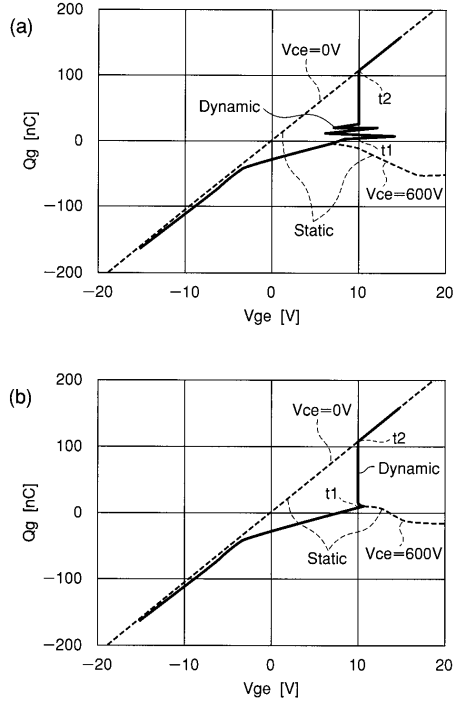 (a)
200
100
0
−100
−200
Qg [nC]
Vce=0V
Dynamic
t2
t1
Vce=600V
Static
−20 −10 0 10 20
Vge [V]
(b)
200
100
0
−100
−200
Qg [nC]
Vce=0V
t2
Dynamic
t1
Static
Vce=600V
−20 −10 0 10 20
Vge [V]